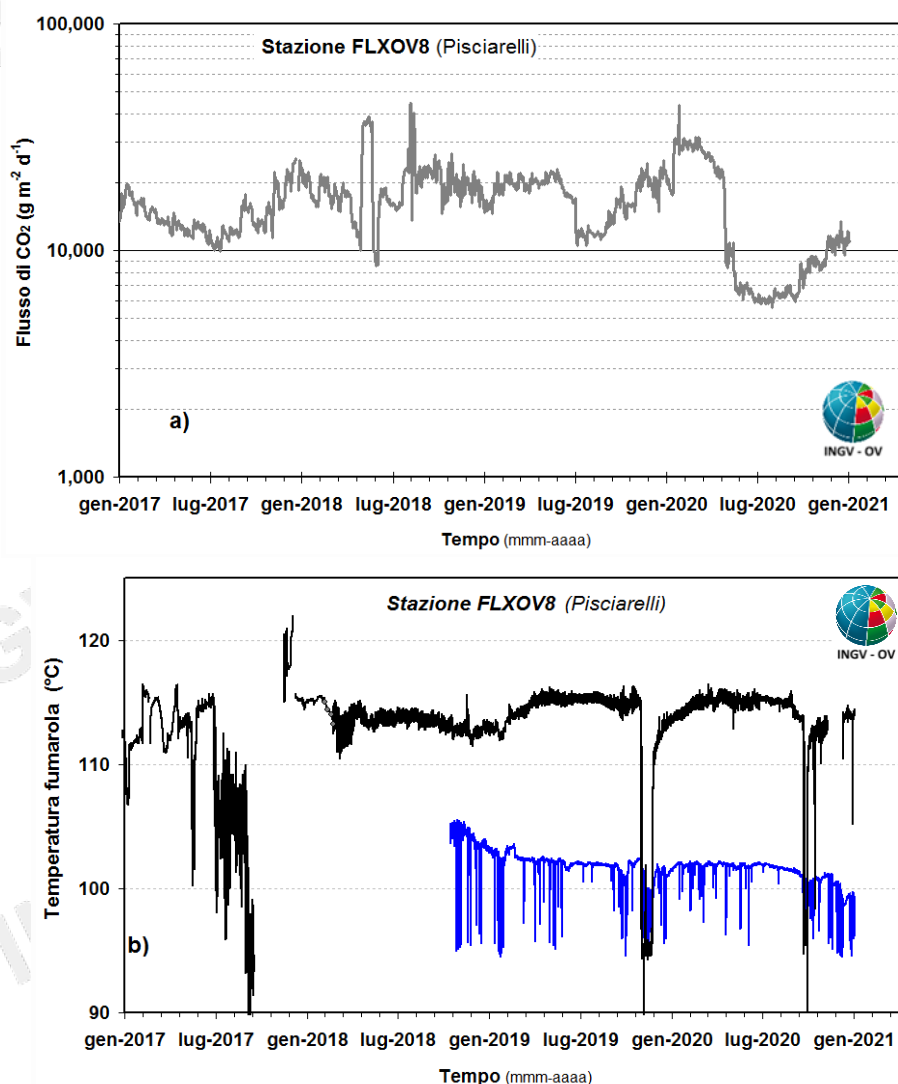 100,000
Stazione FLXOV8 (Pisciarelli)
10,000
1,000
Flusso di CO₂ (g m⁻² d⁻¹)
a)
INGV - OV
gen-2017 lug-2017 gen-2018 lug-2018 gen-2019 lug-2019 gen-2020 lug-2020 gen-2021
Tempo (mmm-aaaa)
Stazione FLXOV8 (Pisciarelli)
INGV - OV
120
110
100
90
Temperatura fumarola (°C)
b)
gen-2017 lug-2017 gen-2018 lug-2018 gen-2019 lug-2019 gen-2020 lug-2020 gen-2021
Tempo (mmm-aaaa)